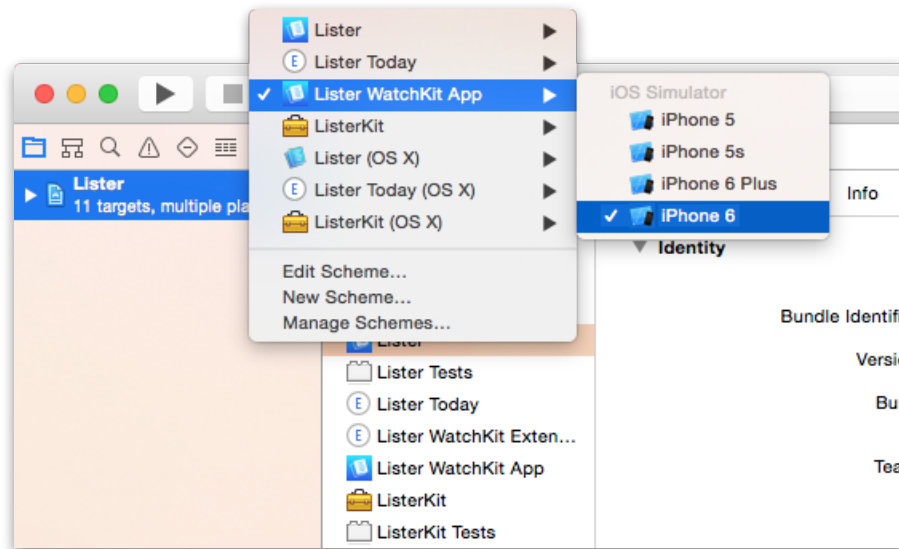 Lister
Lister Today
Lister WatchKit App
ListerKit
Lister (OS X)
Lister Today (OS X)
ListerKit (OS X)
Edit Scheme...
New Scheme...
Manage Schemes...
iOS Simulator
iPhone 5
iPhone 5s
iPhone 6 Plus
iPhone 6
Lister
11 targets, multiple pla
Info
Identity
Bundle Identifi
Versi
Bu
Tea
Lister
Lister Tests
E Lister Today
E Lister WatchKit Exten...
Lister WatchKit App
ListerKit
ListerKit Tests